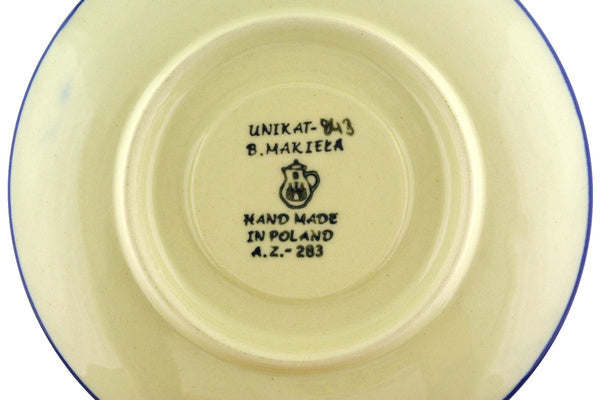 UNIKAT-843
B. MAKIEŁA
HAND MADE
IN POLAND
A.Z.-283